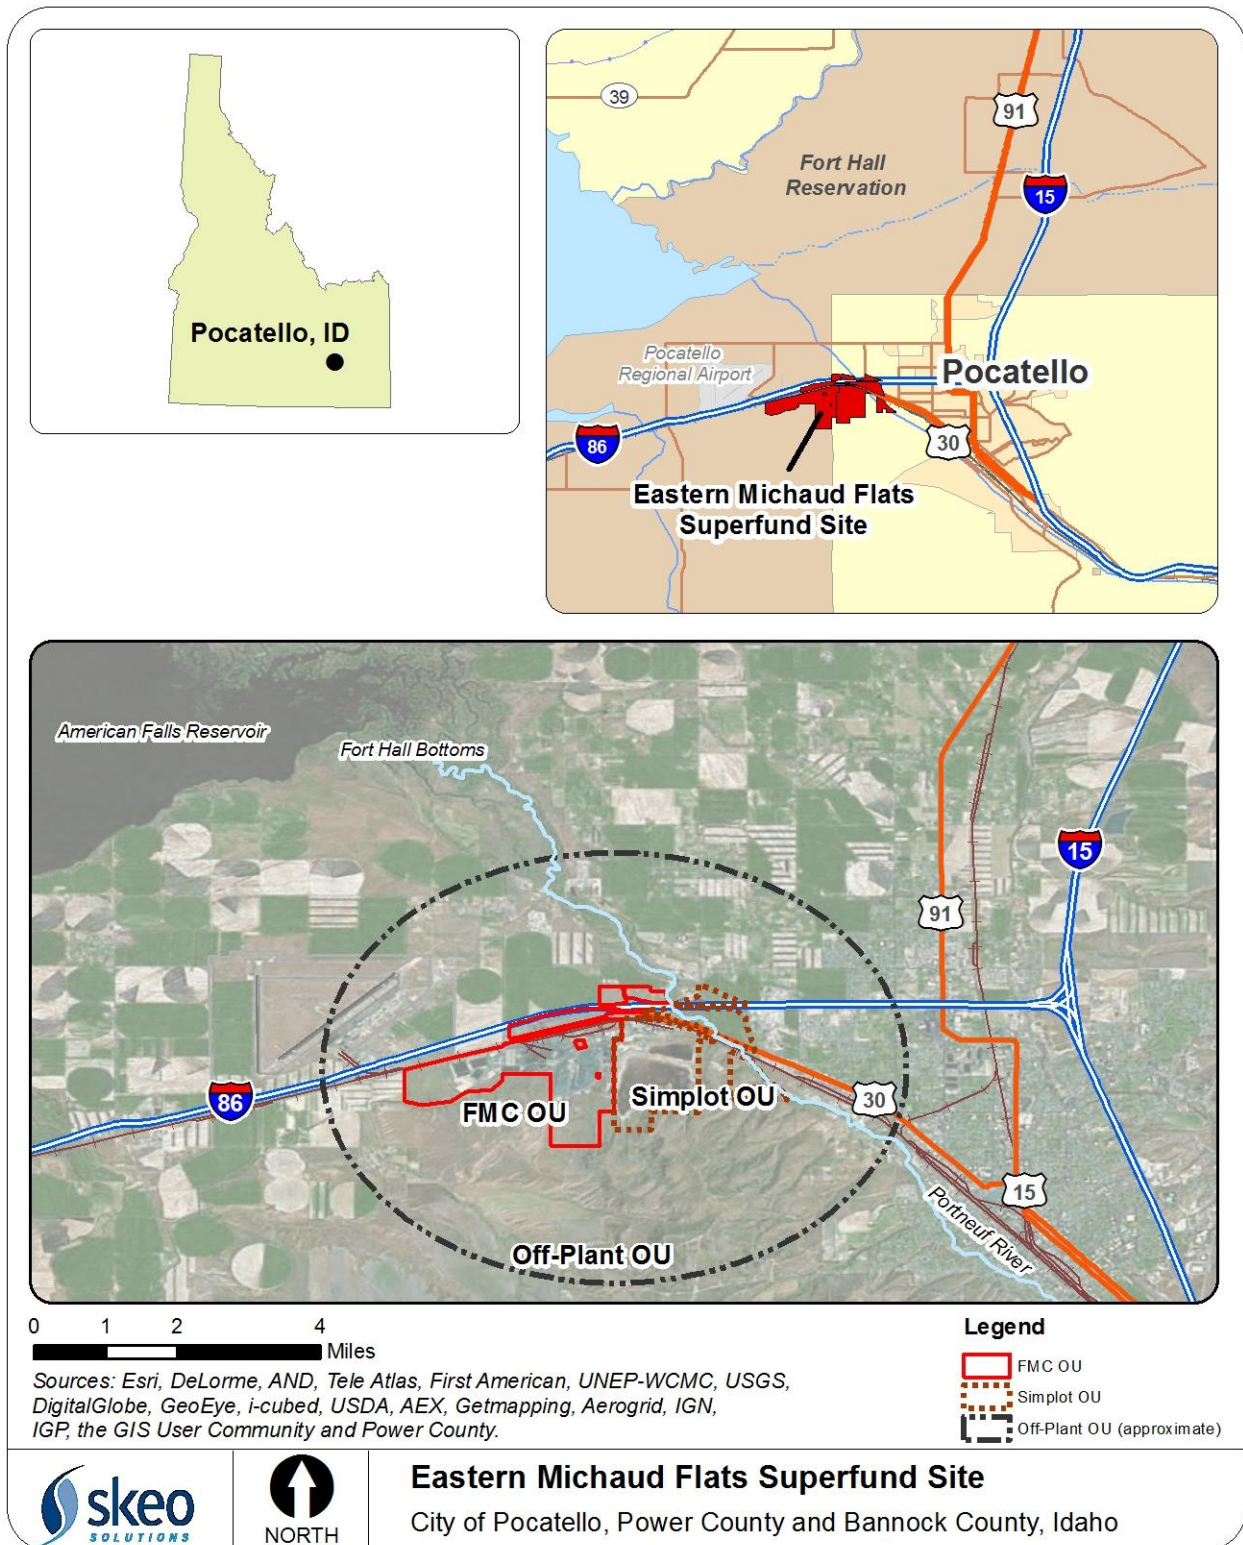 Pocatello, ID
39
91
Fort Hall
Reservation
15
Pocatello
Regional Airport
Pocatello
86
30
Eastern Michaud Flats
Superfund Site
American Falls Reservoir
Fort Hall Bottoms
15
91
86
FMC OU
Simplot OU
30
15
Portneuf River
Off-Plant OU
0 1 2 4
Miles
Sources: Esri, DeLorme, AND, Tele Atlas, First American, UNEP-WCMC, USGS,
DigitalGlobe, GeoEye, i-cubed, USDA, AEX, Getmapping, Aerogrid, IGN,
IGP, the GIS User Community and Power County.
Legend
FMC OU
Simplot OU
Off-Plant OU (approximate)
skeo
SOLUTIONS
NORTH
Eastern Michaud Flats Superfund Site
City of Pocatello, Power County and Bannock County, Idaho